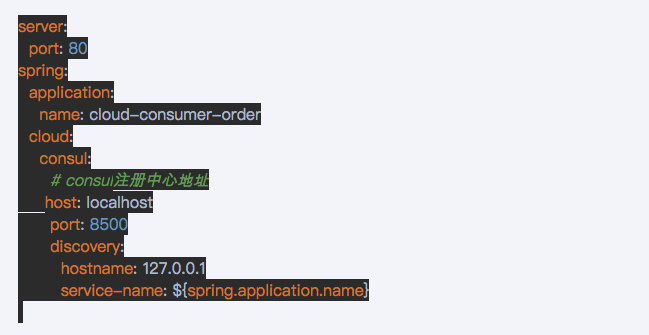 server:
  port: 80
spring:
  application:
    name: cloud-consumer-order
  cloud:
    consul:
      # consul注册中心地址
     host: localhost
      port: 8500
      discovery:
        hostname: 127.0.0.1
        service-name: ${spring.application.name}